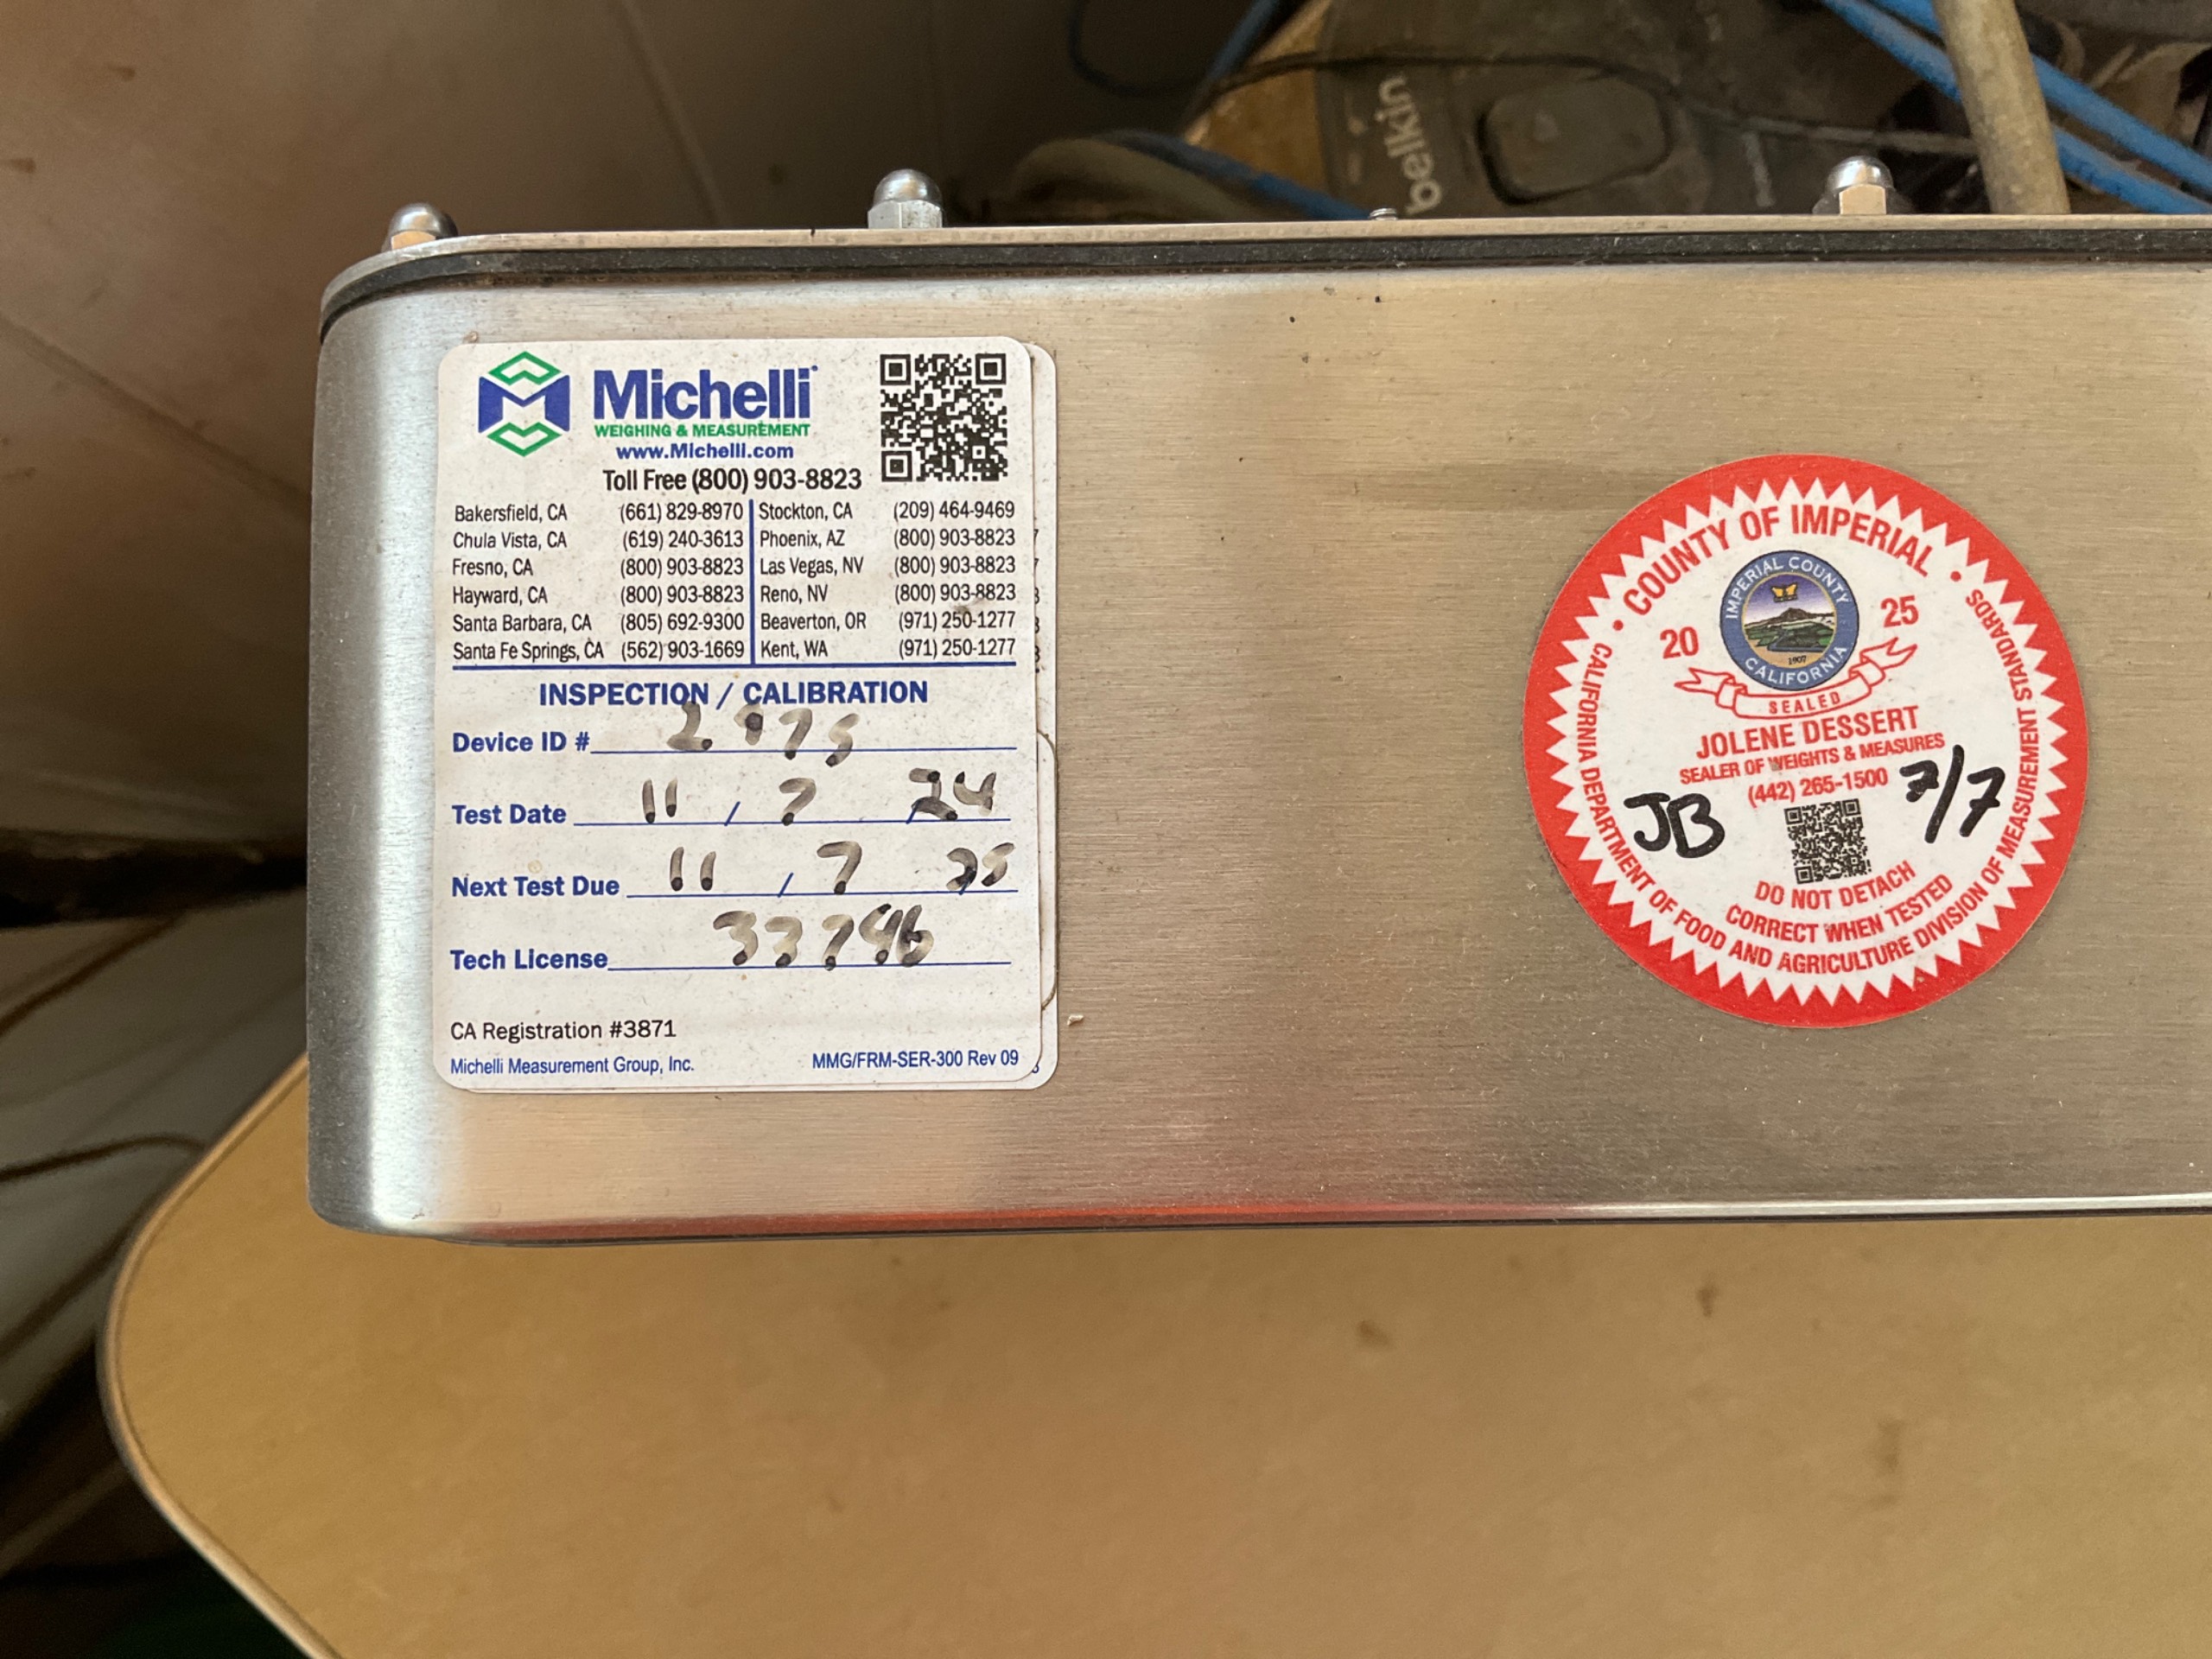 belkin
Michelli
WEIGHING & MEASUREMENT
www.Michelli.com
Toll Free (800) 903-8823
Bakersfield, CA (661) 829-8970 Stockton, CA (209) 464-9469
Chula Vista, CA (619) 240-3613 Phoenix, AZ (800) 903-8823
Fresno, CA (800) 903-8823 Las Vegas, NV (800) 903-8823
Hayward, CA (800) 903-8823 Reno, NV (800) 903-8823
Santa Barbara, CA (805) 692-9300 Beaverton, OR (971) 250-1277
Santa Fe Springs, CA (562) 903-1669 Kent, WA (971) 250-1277
INSPECTION / CALIBRATION
Device ID # 2975
Test Date 11 / 7 / 24
Next Test Due 11 / 7 / 25
Tech License
CA Registration #3871
Michelli Measurement Group, Inc. MMG/FRM-SER-300 Rev 09
• COUNTY OF IMPERIAL •
CALIFORNIA DEPARTMENT OF FOOD AND AGRICULTURE DIVISION OF MEASUREMENT STANDARDS
IMPERIAL COUNTY
CALIFORNIA
1907
20 25
SEALED
JOLENE DESSERT
SEALER OF WEIGHTS & MEASURES
(442) 265-1500
JB 7/7
DO NOT DETACH
CORRECT WHEN TESTED